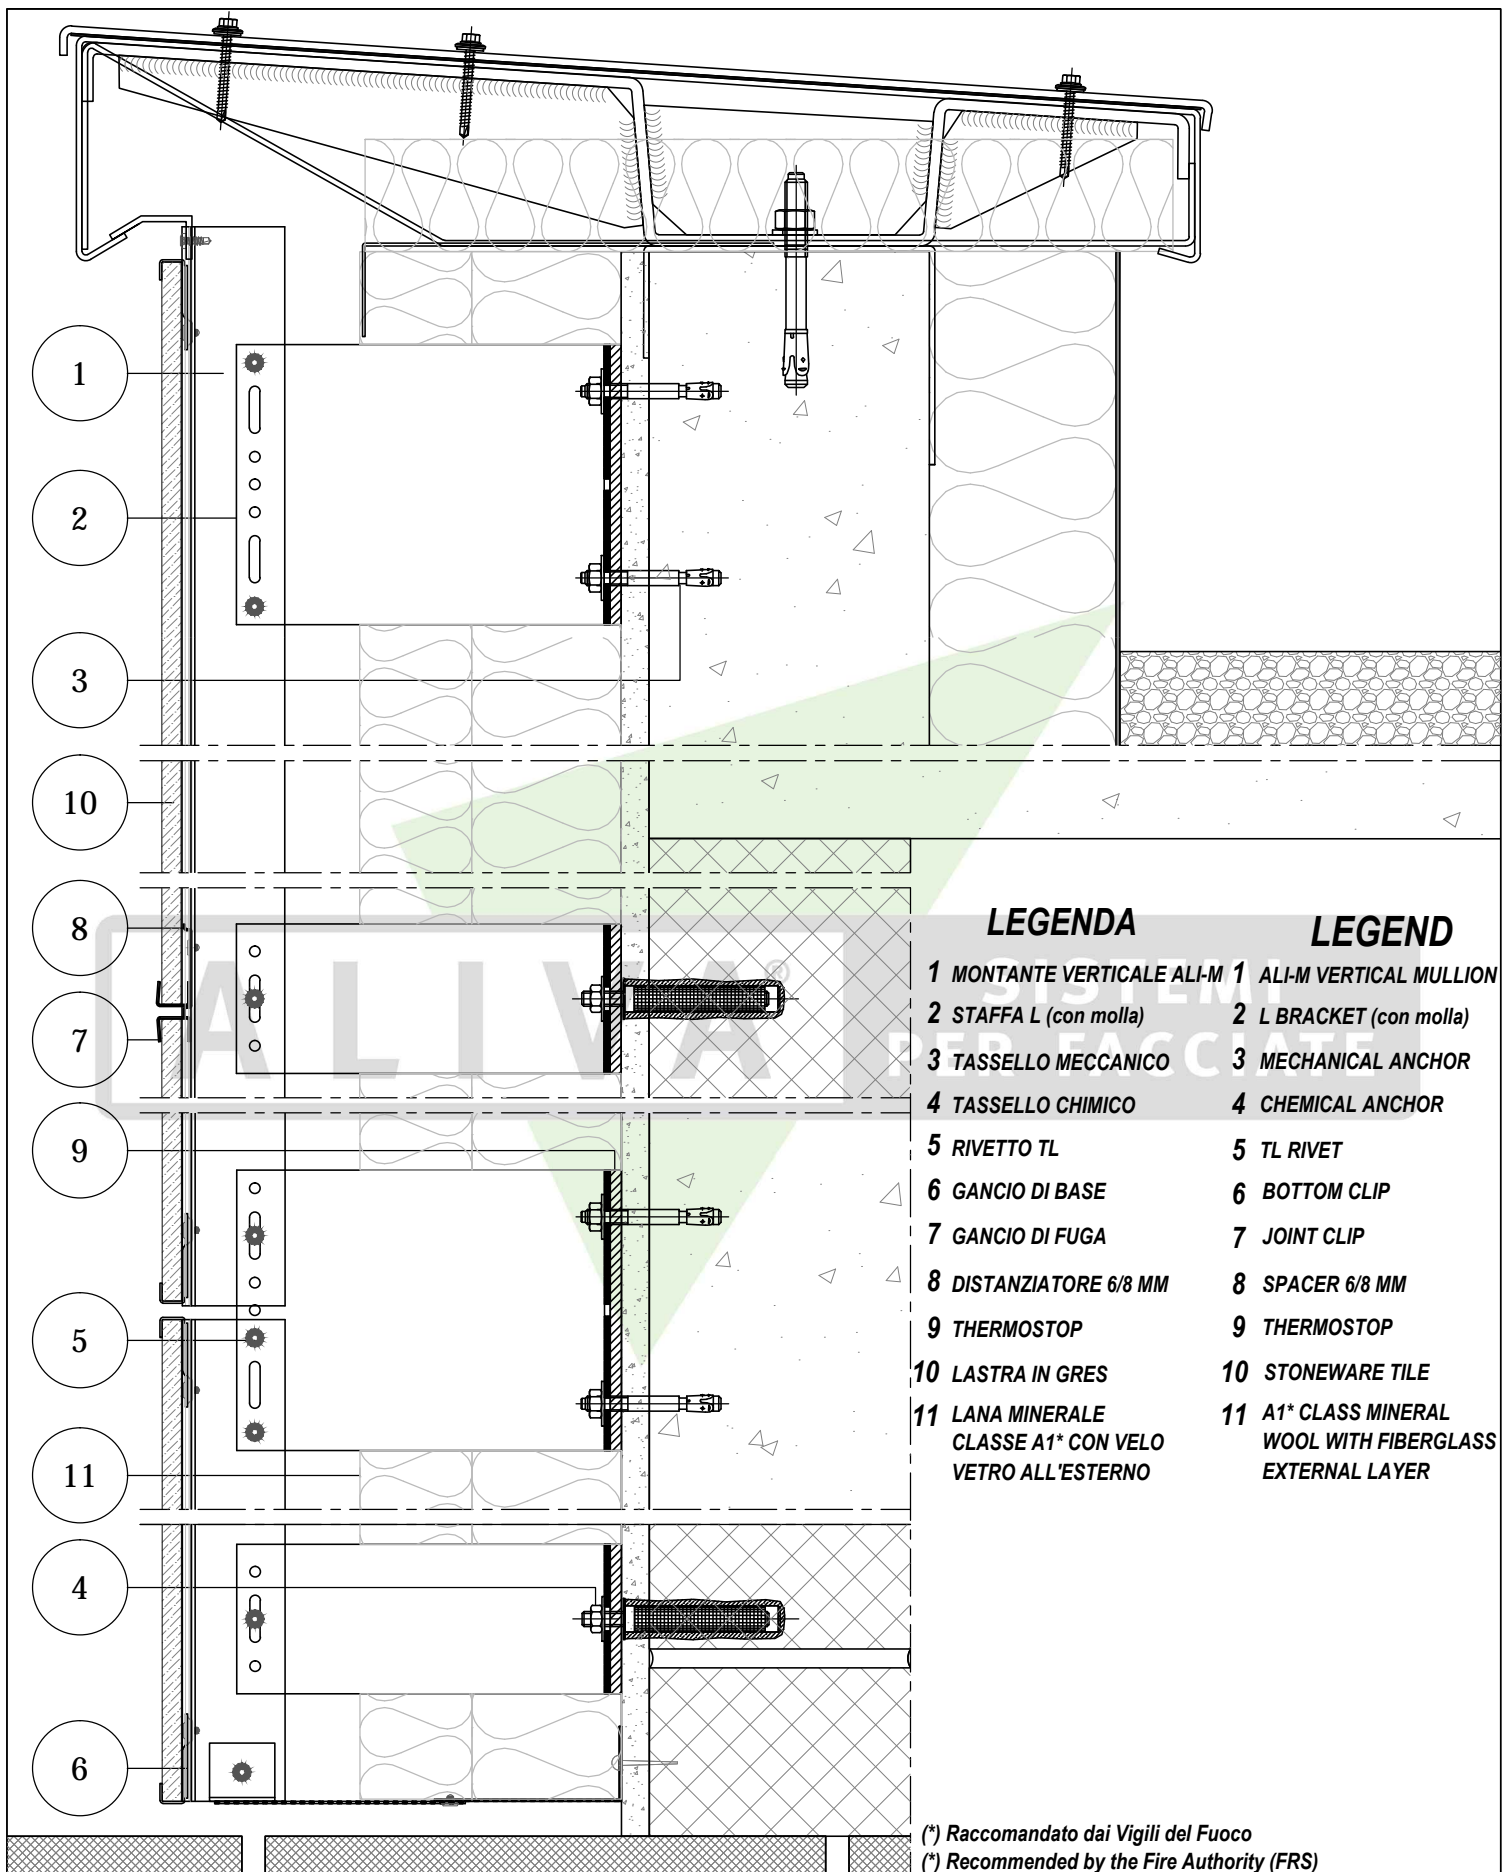 1
2
3
10
8
7
9
5
11
4
6
ALIVA®
SISTEMI
PER FACCIATE
LEGENDA
1 MONTANTE VERTICALE ALI-M
2 STAFFA L (con molla)
3 TASSELLO MECCANICO
4 TASSELLO CHIMICO
5 RIVETTO TL
6 GANCIO DI BASE
7 GANCIO DI FUGA
8 DISTANZIATORE 6/8 MM
9 THERMOSTOP
10 LASTRA IN GRES
11 LANA MINERALE
CLASSE A1* CON VELO
VETRO ALL'ESTERNO
LEGEND
1 ALI-M VERTICAL MULLION
2 L BRACKET (con molla)
3 MECHANICAL ANCHOR
4 CHEMICAL ANCHOR
5 TL RIVET
6 BOTTOM CLIP
7 JOINT CLIP
8 SPACER 6/8 MM
9 THERMOSTOP
10 STONEWARE TILE
11 A1* CLASS MINERAL
WOOL WITH FIBERGLASS
EXTERNAL LAYER
(*) Raccomandato dai Vigili del Fuoco
(*) Recommended by the Fire Authority (FRS)